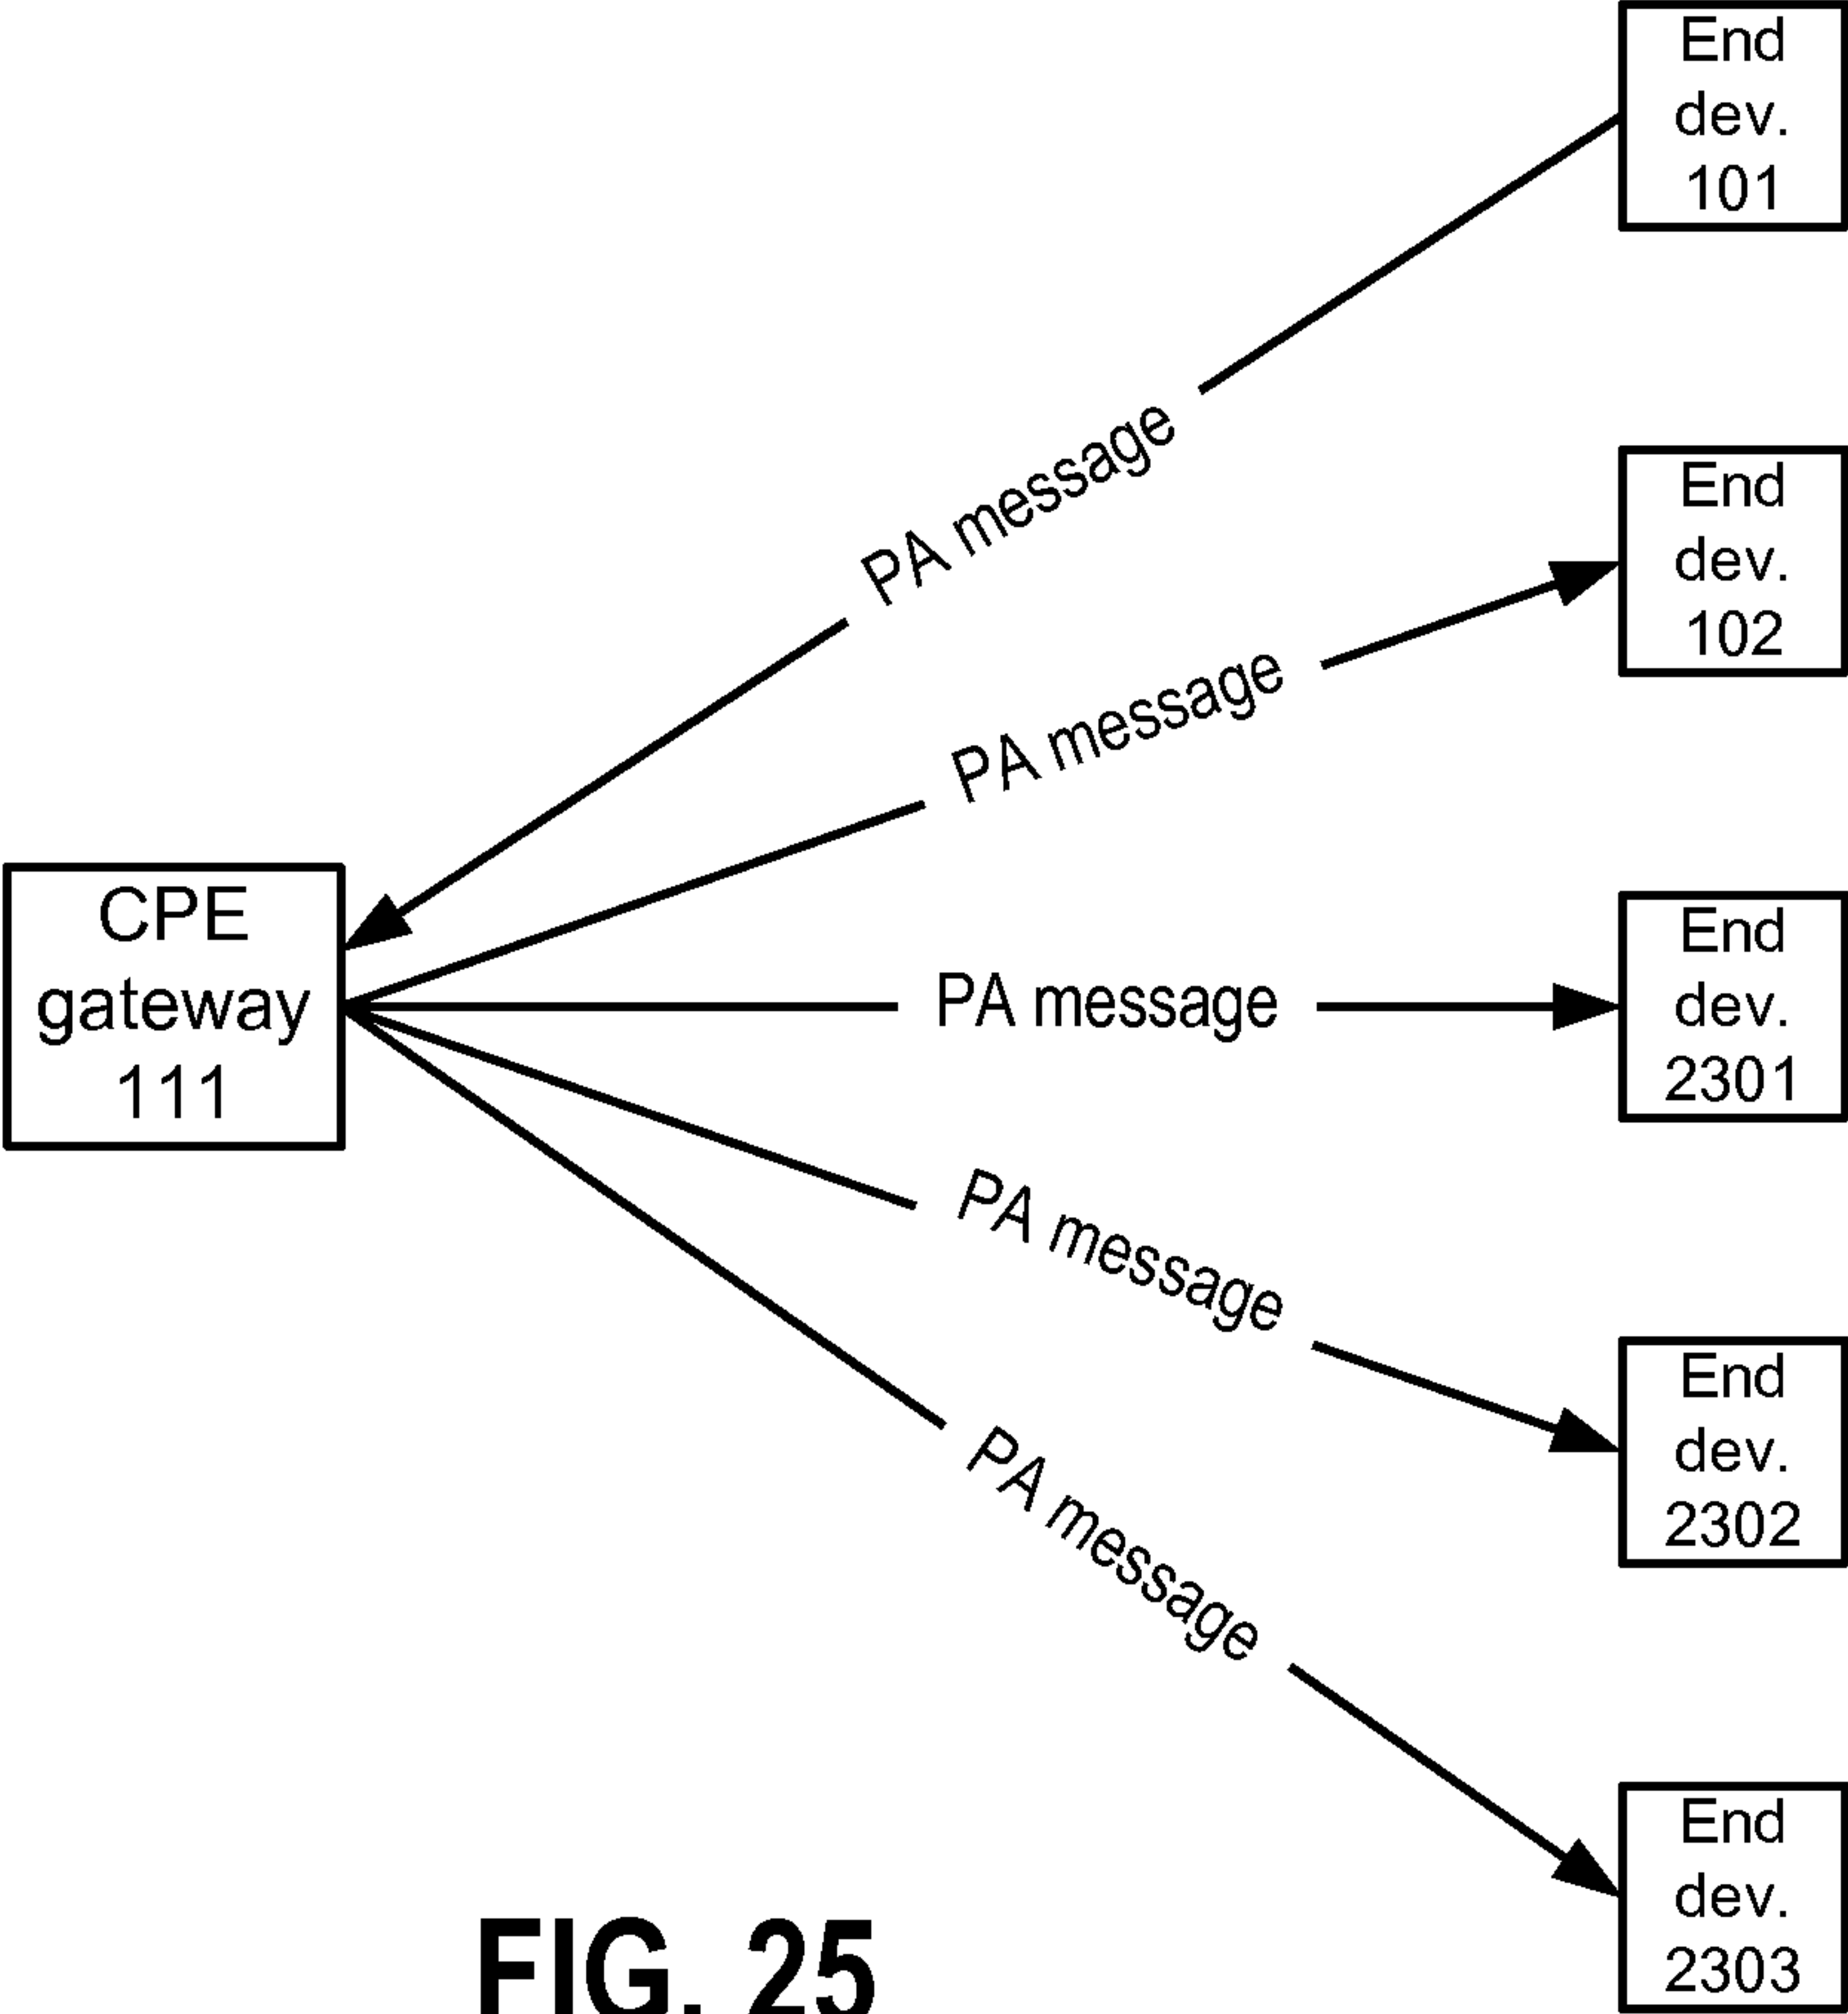 End
dev.
101
PA message
End
dev.
102
PA message
CPE
gateway
111
PA message
End
dev.
2301
PA message
End
dev.
2302
PA message
End
dev.
2303
FIG. 25